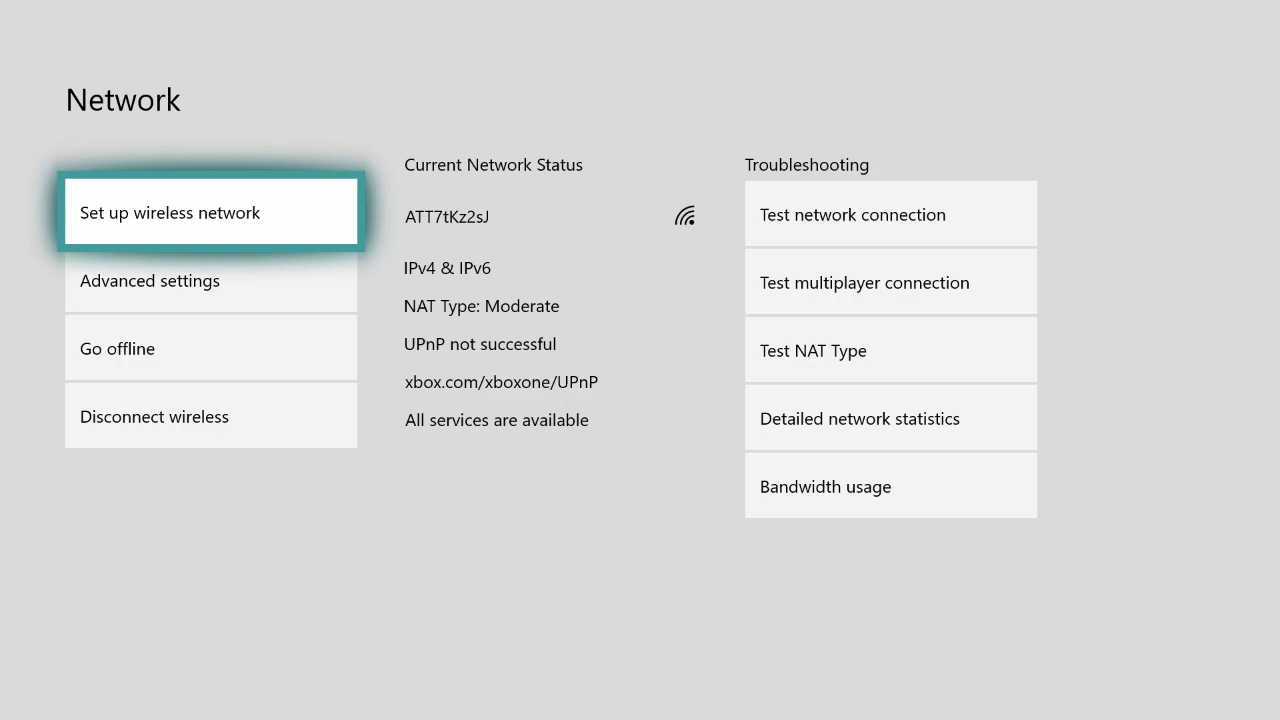 Network
Set up wireless network
Advanced settings
Go offline
Disconnect wireless
Current Network Status
ATT7tKz2sJ
IPv4 & IPv6
NAT Type: Moderate
UPnP not successful
xbox.com/xboxone/UPnP
All services are available
Troubleshooting
Test network connection
Test multiplayer connection
Test NAT Type
Detailed network statistics
Bandwidth usage